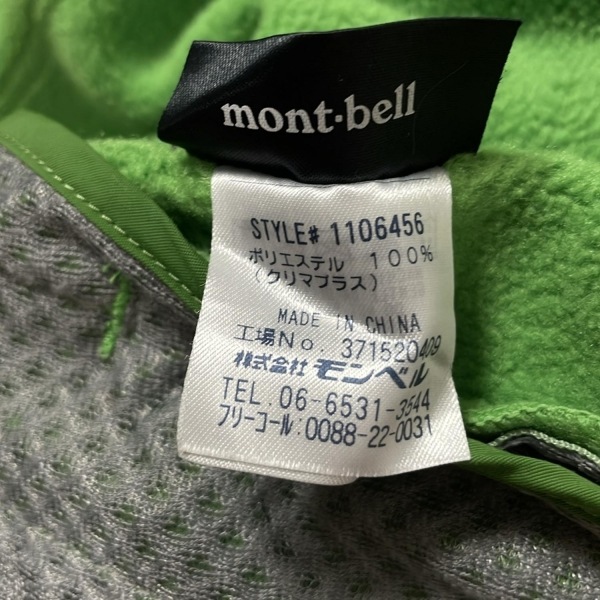 mont·bell
STYLE# 1106456
ポリエステル 100%
(クリマプラス)
MADE IN CHINA
工場No. 371520409
株式会社 モンベル
TEL. 06-6531-3544
フリーコール:0088-22-0031